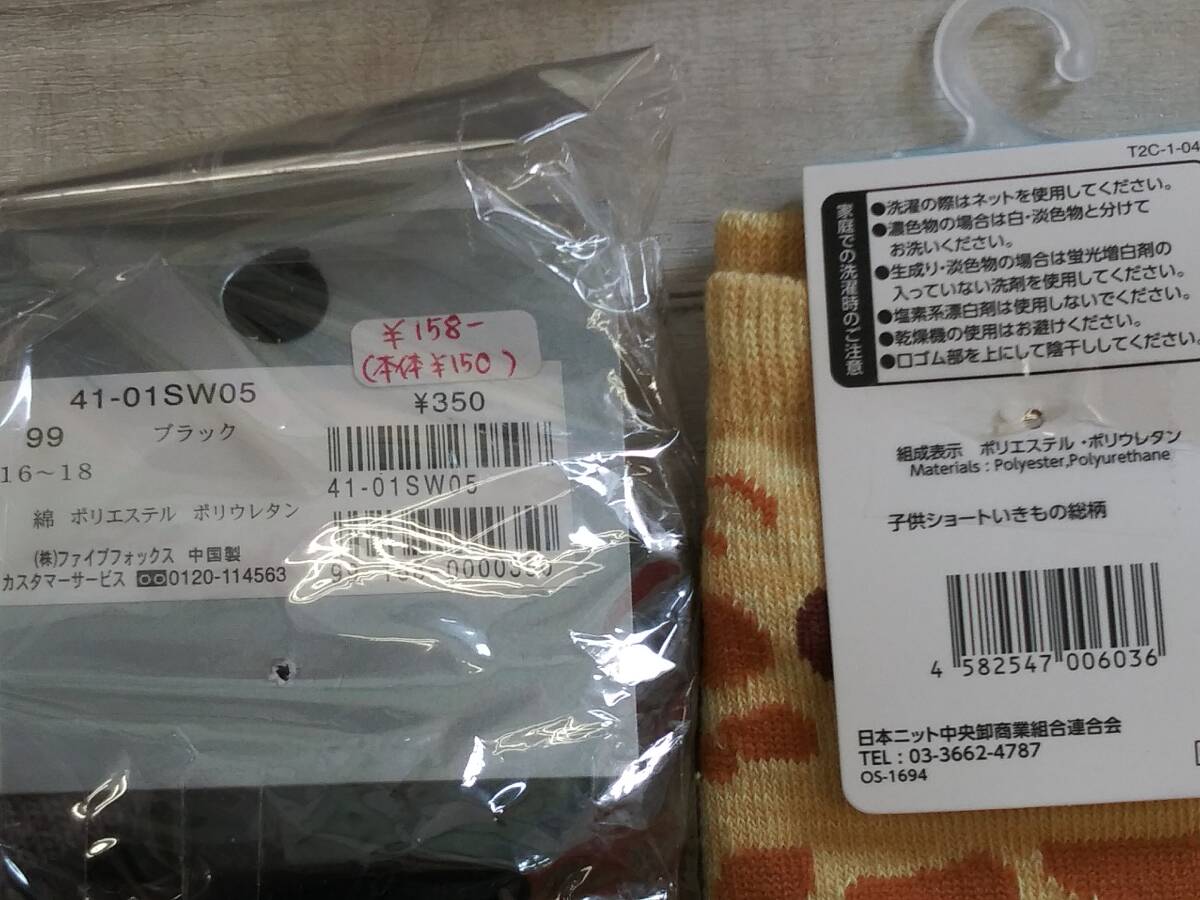 ¥158-
(本体¥150)
41-01SW05
¥350
99 ブラック
16～18
41-01SW05
綿 ポリエステル ポリウレタン
(株)ファイブフォックス 中国製
カスタマーサービス 0120-114563
T2C-1-04
家庭での洗濯時のご注意
●洗濯の際はネットを使用してください。
●濃色物の場合は白・淡色物と分けて
お洗いください。
●生成り・淡色物の場合は蛍光増白剤の
入っていない洗剤を使用してください。
●塩素系漂白剤は使用しないでください。
●乾燥機の使用はお避けください。
●口ゴム部を上にして陰干ししてください。
組成表示 ポリエステル・ポリウレタン
Materials : Polyester,Polyurethane
子供ショートいきもの総柄
4 582547 006036
日本ニット中央卸商業組合連合会
TEL : 03-3662-4787
OS-1694